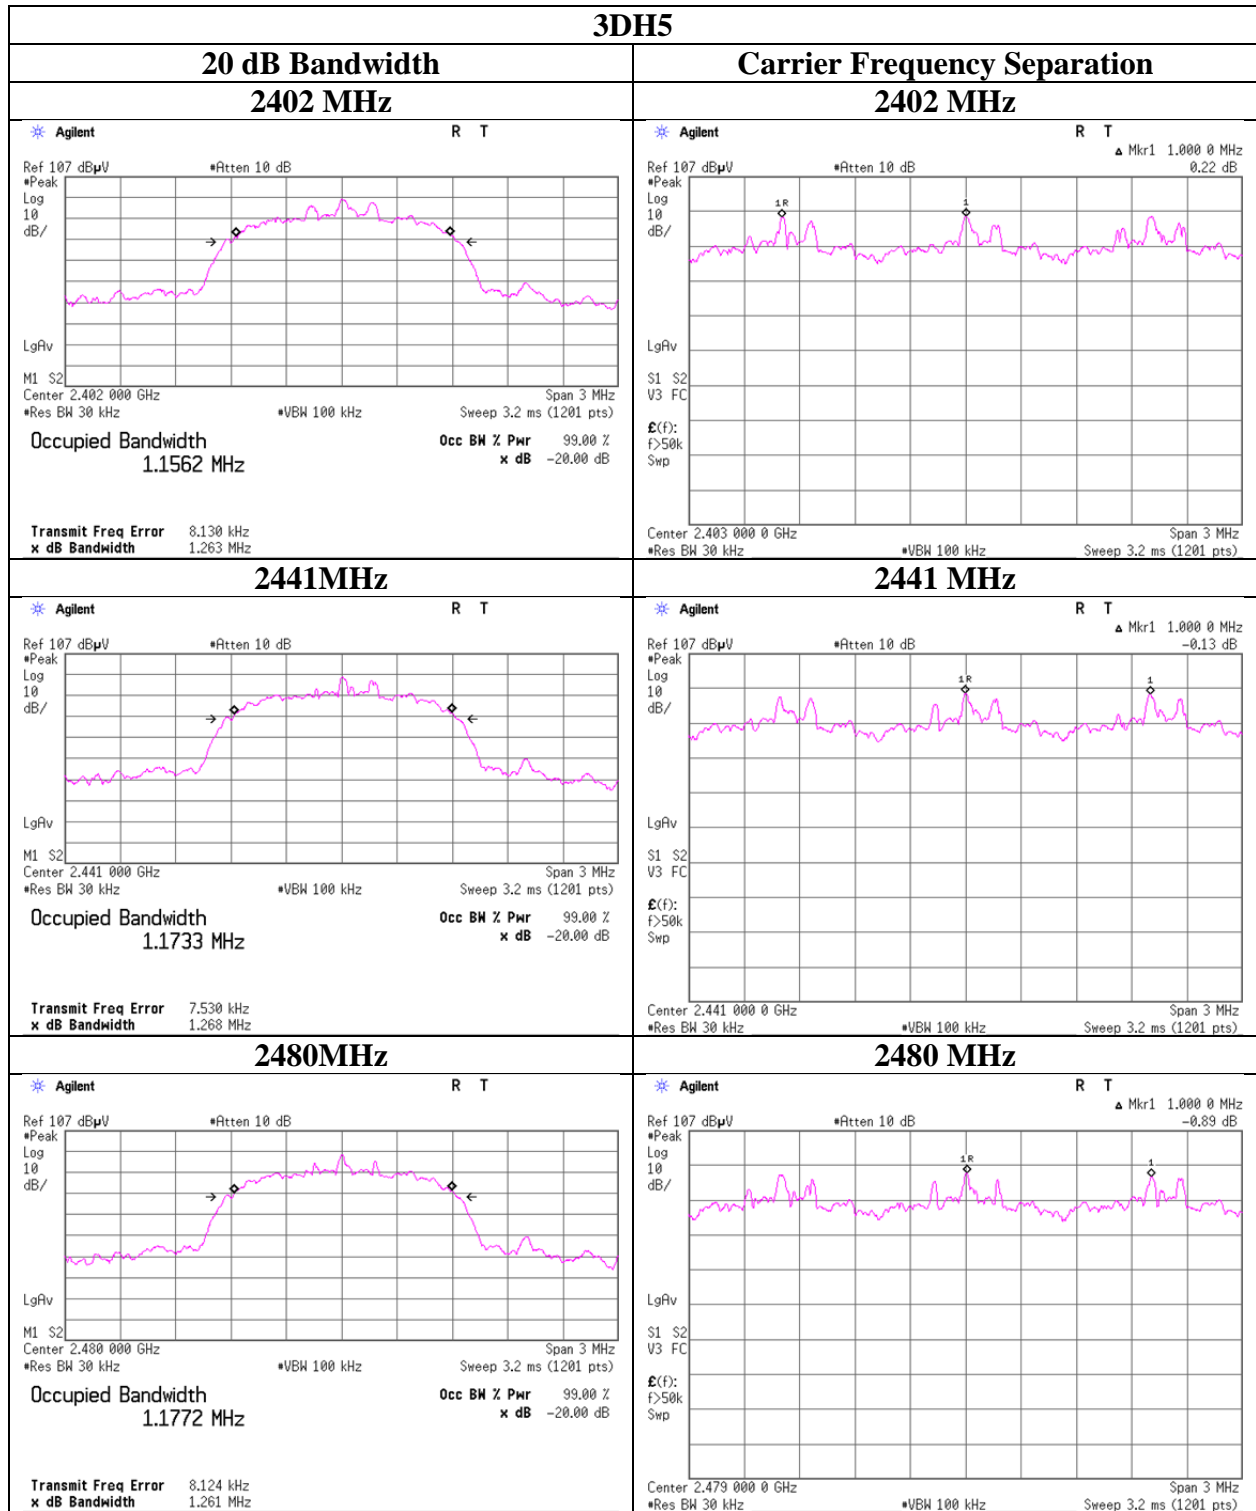 3DH5
20 dB Bandwidth
Carrier Frequency Separation
2402 MHz
2402 MHz
Agilent R T
Ref 107 dBµV #Atten 10 dB
#Peak
Log
10
dB/
LgAv
M1 S2
Center 2.402 000 GHz Span 3 MHz
#Res BW 30 kHz #VBW 100 kHz Sweep 3.2 ms (1201 pts)
Occupied Bandwidth Occ BW % Pwr 99.00 %
1.1562 MHz x dB -20.00 dB
Transmit Freq Error 8.130 kHz
x dB Bandwidth 1.263 MHz
Agilent R T
Δ Mkr1 1.000 0 MHz
Ref 107 dBµV #Atten 10 dB 0.22 dB
#Peak
Log
10
dB/
1R
1
LgAv
S1 S2
V3 FC
£(f):
f>50k
Swp
Center 2.403 000 0 GHz Span 3 MHz
#Res BW 30 kHz #VBW 100 kHz Sweep 3.2 ms (1201 pts)
2441MHz
2441 MHz
Agilent R T
Ref 107 dBµV #Atten 10 dB
#Peak
Log
10
dB/
LgAv
M1 S2
Center 2.441 000 GHz Span 3 MHz
#Res BW 30 kHz #VBW 100 kHz Sweep 3.2 ms (1201 pts)
Occupied Bandwidth Occ BW % Pwr 99.00 %
1.1733 MHz x dB -20.00 dB
Transmit Freq Error 7.530 kHz
x dB Bandwidth 1.268 MHz
Agilent R T
Δ Mkr1 1.000 0 MHz
Ref 107 dBµV #Atten 10 dB -0.13 dB
#Peak
Log
10
dB/
1R
1
LgAv
S1 S2
V3 FC
£(f):
f>50k
Swp
Center 2.441 000 0 GHz Span 3 MHz
#Res BW 30 kHz #VBW 100 kHz Sweep 3.2 ms (1201 pts)
2480MHz
2480 MHz
Agilent R T
Ref 107 dBµV #Atten 10 dB
#Peak
Log
10
dB/
LgAv
M1 S2
Center 2.480 000 GHz Span 3 MHz
#Res BW 30 kHz #VBW 100 kHz Sweep 3.2 ms (1201 pts)
Occupied Bandwidth Occ BW % Pwr 99.00 %
1.1772 MHz x dB -20.00 dB
Transmit Freq Error 8.124 kHz
x dB Bandwidth 1.261 MHz
Agilent R T
Δ Mkr1 1.000 0 MHz
Ref 107 dBµV #Atten 10 dB -0.89 dB
#Peak
Log
10
dB/
1R
1
LgAv
S1 S2
V3 FC
£(f):
f>50k
Swp
Center 2.479 000 0 GHz Span 3 MHz
#Res BW 30 kHz #VBW 100 kHz Sweep 3.2 ms (1201 pts)